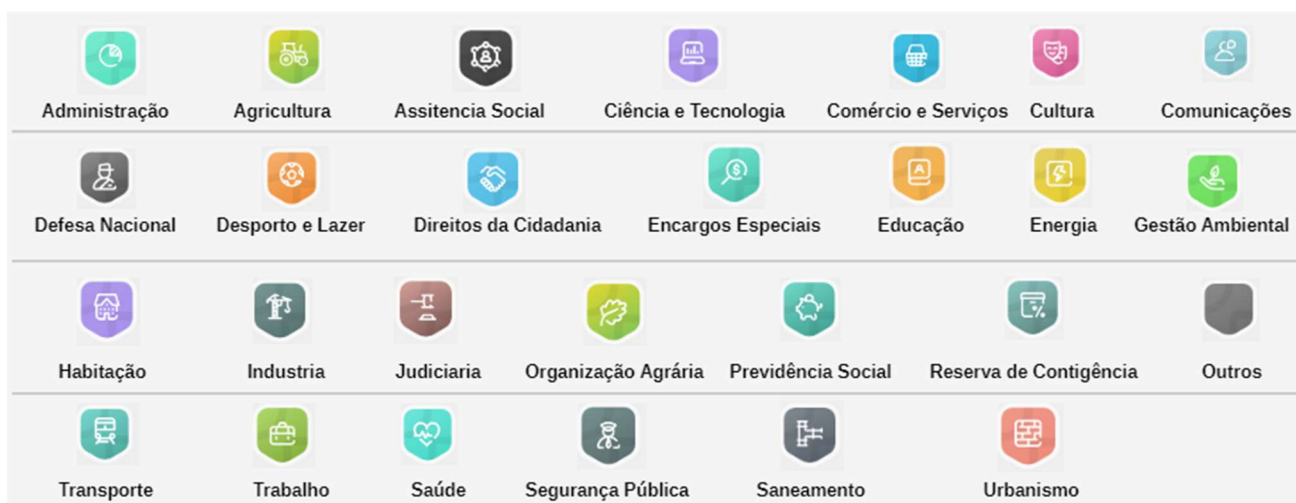 Administração Agricultura Assitencia Social Ciência e Tecnologia Comércio e Serviços Cultura Comunicações
Defesa Nacional Desporto e Lazer Direitos da Cidadania Encargos Especiais Educação Energia Gestão Ambiental
Habitação Industria Judiciaria Organização Agrária Previdência Social Reserva de Contigência Outros
Transporte Trabalho Saúde Segurança Pública Saneamento Urbanismo